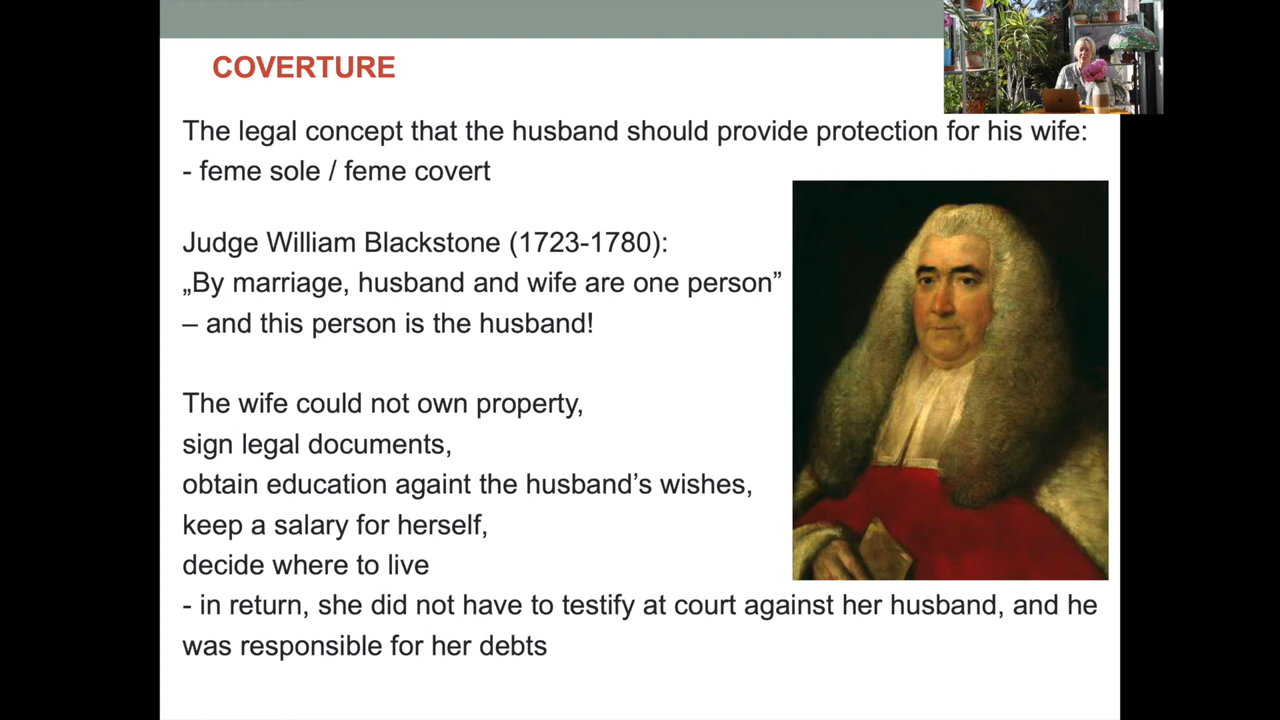 COVERTURE
The legal concept that the husband should provide protection for his wife:
- feme sole / feme covert
Judge William Blackstone (1723-1780):
„By marriage, husband and wife are one person”
– and this person is the husband!
The wife could not own property,
sign legal documents,
obtain education againt the husband’s wishes,
keep a salary for herself,
decide where to live
- in return, she did not have to testify at court against her husband, and he
was responsible for her debts